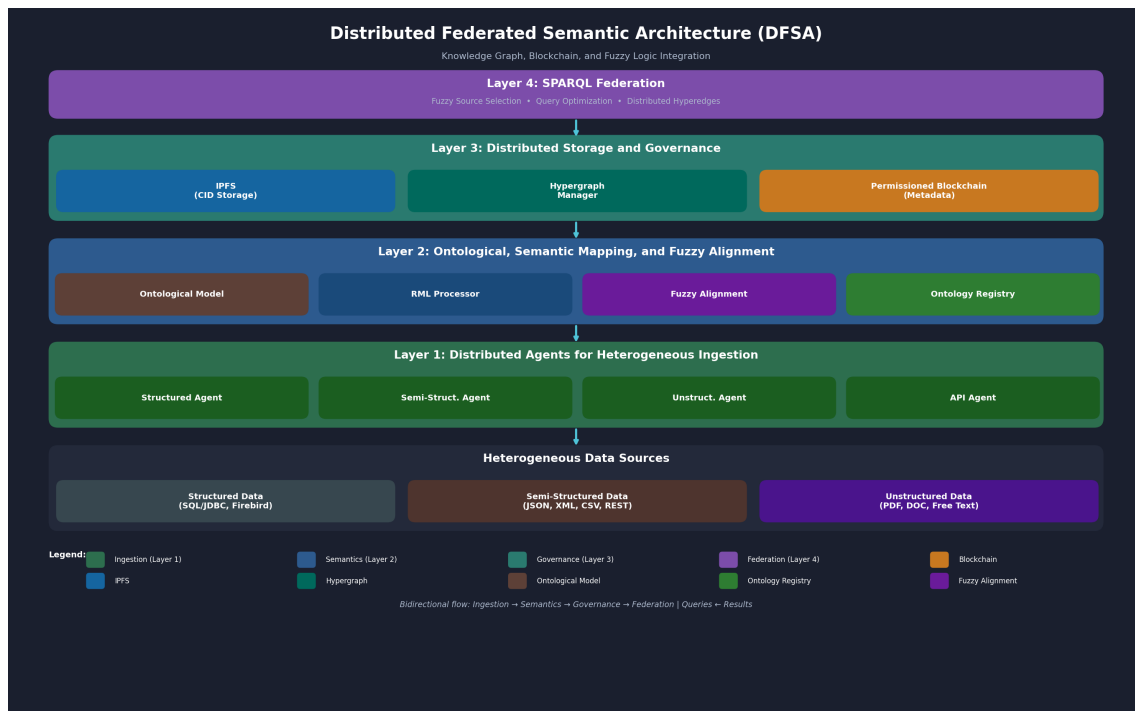 Distributed Federated Semantic Architecture (DFSA)
Knowledge Graph, Blockchain, and Fuzzy Logic Integration
Layer 4: SPARQL Federation
Fuzzy Source Selection • Query Optimization • Distributed Hyperedges
Layer 3: Distributed Storage and Governance
IPFS
(CID Storage)
Hypergraph
Manager
Permissioned Blockchain
(Metadata)
Layer 2: Ontological, Semantic Mapping, and Fuzzy Alignment
Ontological Model
RML Processor
Fuzzy Alignment
Ontology Registry
Layer 1: Distributed Agents for Heterogeneous Ingestion
Structured Agent
Semi-Struct. Agent
Unstruct. Agent
API Agent
Heterogeneous Data Sources
Structured Data
(SQL/JDBC, Firebird)
Semi-Structured Data
(JSON, XML, CSV, REST)
Unstructured Data
(PDF, DOC, Free Text)
Legend:
Ingestion (Layer 1)
Semantics (Layer 2)
Governance (Layer 3)
Federation (Layer 4)
Blockchain
IPFS
Hypergraph
Ontological Model
Ontology Registry
Fuzzy Alignment
Bidirectional flow: Ingestion → Semantics → Governance → Federation | Queries ← Results